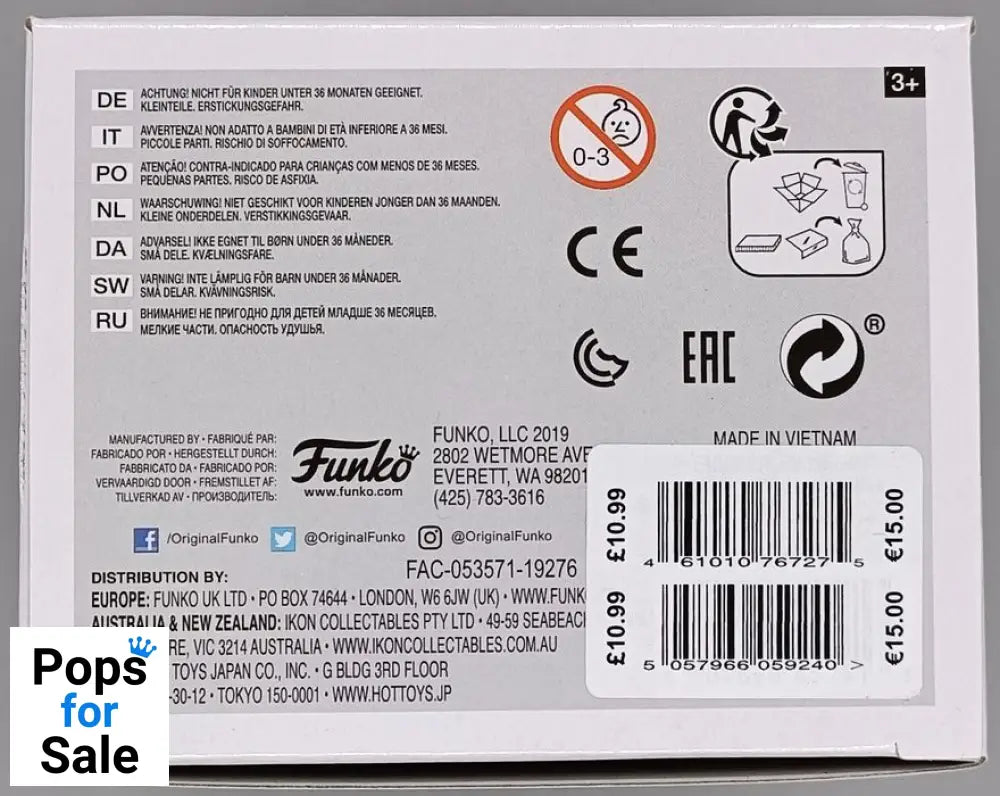 3+
DE ACHTUNG! NICHT FÜR KINDER UNTER 36 MONATEN GEEIGNET.
KLEINTEILE. ERSTICKUNGSGEFAHR.
IT AVVERTENZA! NON ADATTO A BAMBINI DI ETÀ INFERIORE A 36 MESI.
PICCOLE PARTI. RISCHIO DI SOFFOCAMENTO.
PO ATENÇÃO! CONTRA-INDICADO PARA CRIANÇAS COM MENOS DE 36 MESES.
PEQUENAS PARTES. RISCO DE ASFIXIA.
NL WAARSCHUWING! NIET GESCHIKT VOOR KINDEREN JONGER DAN 36 MAANDEN.
KLEINE ONDERDELEN. VERSTIKKINGSGEVAAR.
DA ADVARSEL! IKKE EGNET TIL BØRN UNDER 36 MÅNEDER.
SMÅ DELE. KVÆLNINGSFARE.
SW VARNING! INTE LÄMPLIG FÖR BARN UNDER 36 MÅNADER.
SMÅ DELAR. KVÄVNINGSRISK.
RU ВНИМАНИЕ! НЕ ПРИГОДНО ДЛЯ ДЕТЕЙ МЛАДШЕ 36 МЕСЯЦЕВ.
МЕЛКИЕ ЧАСТИ. ОПАСНОСТЬ УДУШЬЯ.
0-3
CE
EAC
®
MANUFACTURED BY • FABRIQUÉ PAR:
FABRICADO POR • HERGESTELLT DURCH:
FABBRICATO DA • FABRICADO POR:
VERVAARDIGD DOOR • FREMSTILLET AF:
TILLVERKAD AV • ПРОИЗВОДИТЕЛЬ:
Funko
www.funko.com
FUNKO, LLC 2019
2802 WETMORE AVE
EVERETT, WA 98201
(425) 783-3616
MADE IN VIETNAM
/OriginalFunko @OriginalFunko @OriginalFunko
FAC-053571-19276
DISTRIBUTION BY:
EUROPE: FUNKO UK LTD • PO BOX 74644 • LONDON, W6 6JW (UK) • WWW.FUNK
AUSTRALIA & NEW ZEALAND: IKON COLLECTABLES PTY LTD • 49-59 SEABEAC
RE, VIC 3214 AUSTRALIA • WWW.IKONCOLLECTABLES.COM.AU
TOYS JAPAN CO., INC. • G BLDG 3RD FLOOR
-30-12 • TOKYO 150-0001 • WWW.HOTTOYS.JP
£10.99
4 61010 76727 5
€15.00
£10.99
5 057966 059240 >
€15.00
Pops
for
Sale